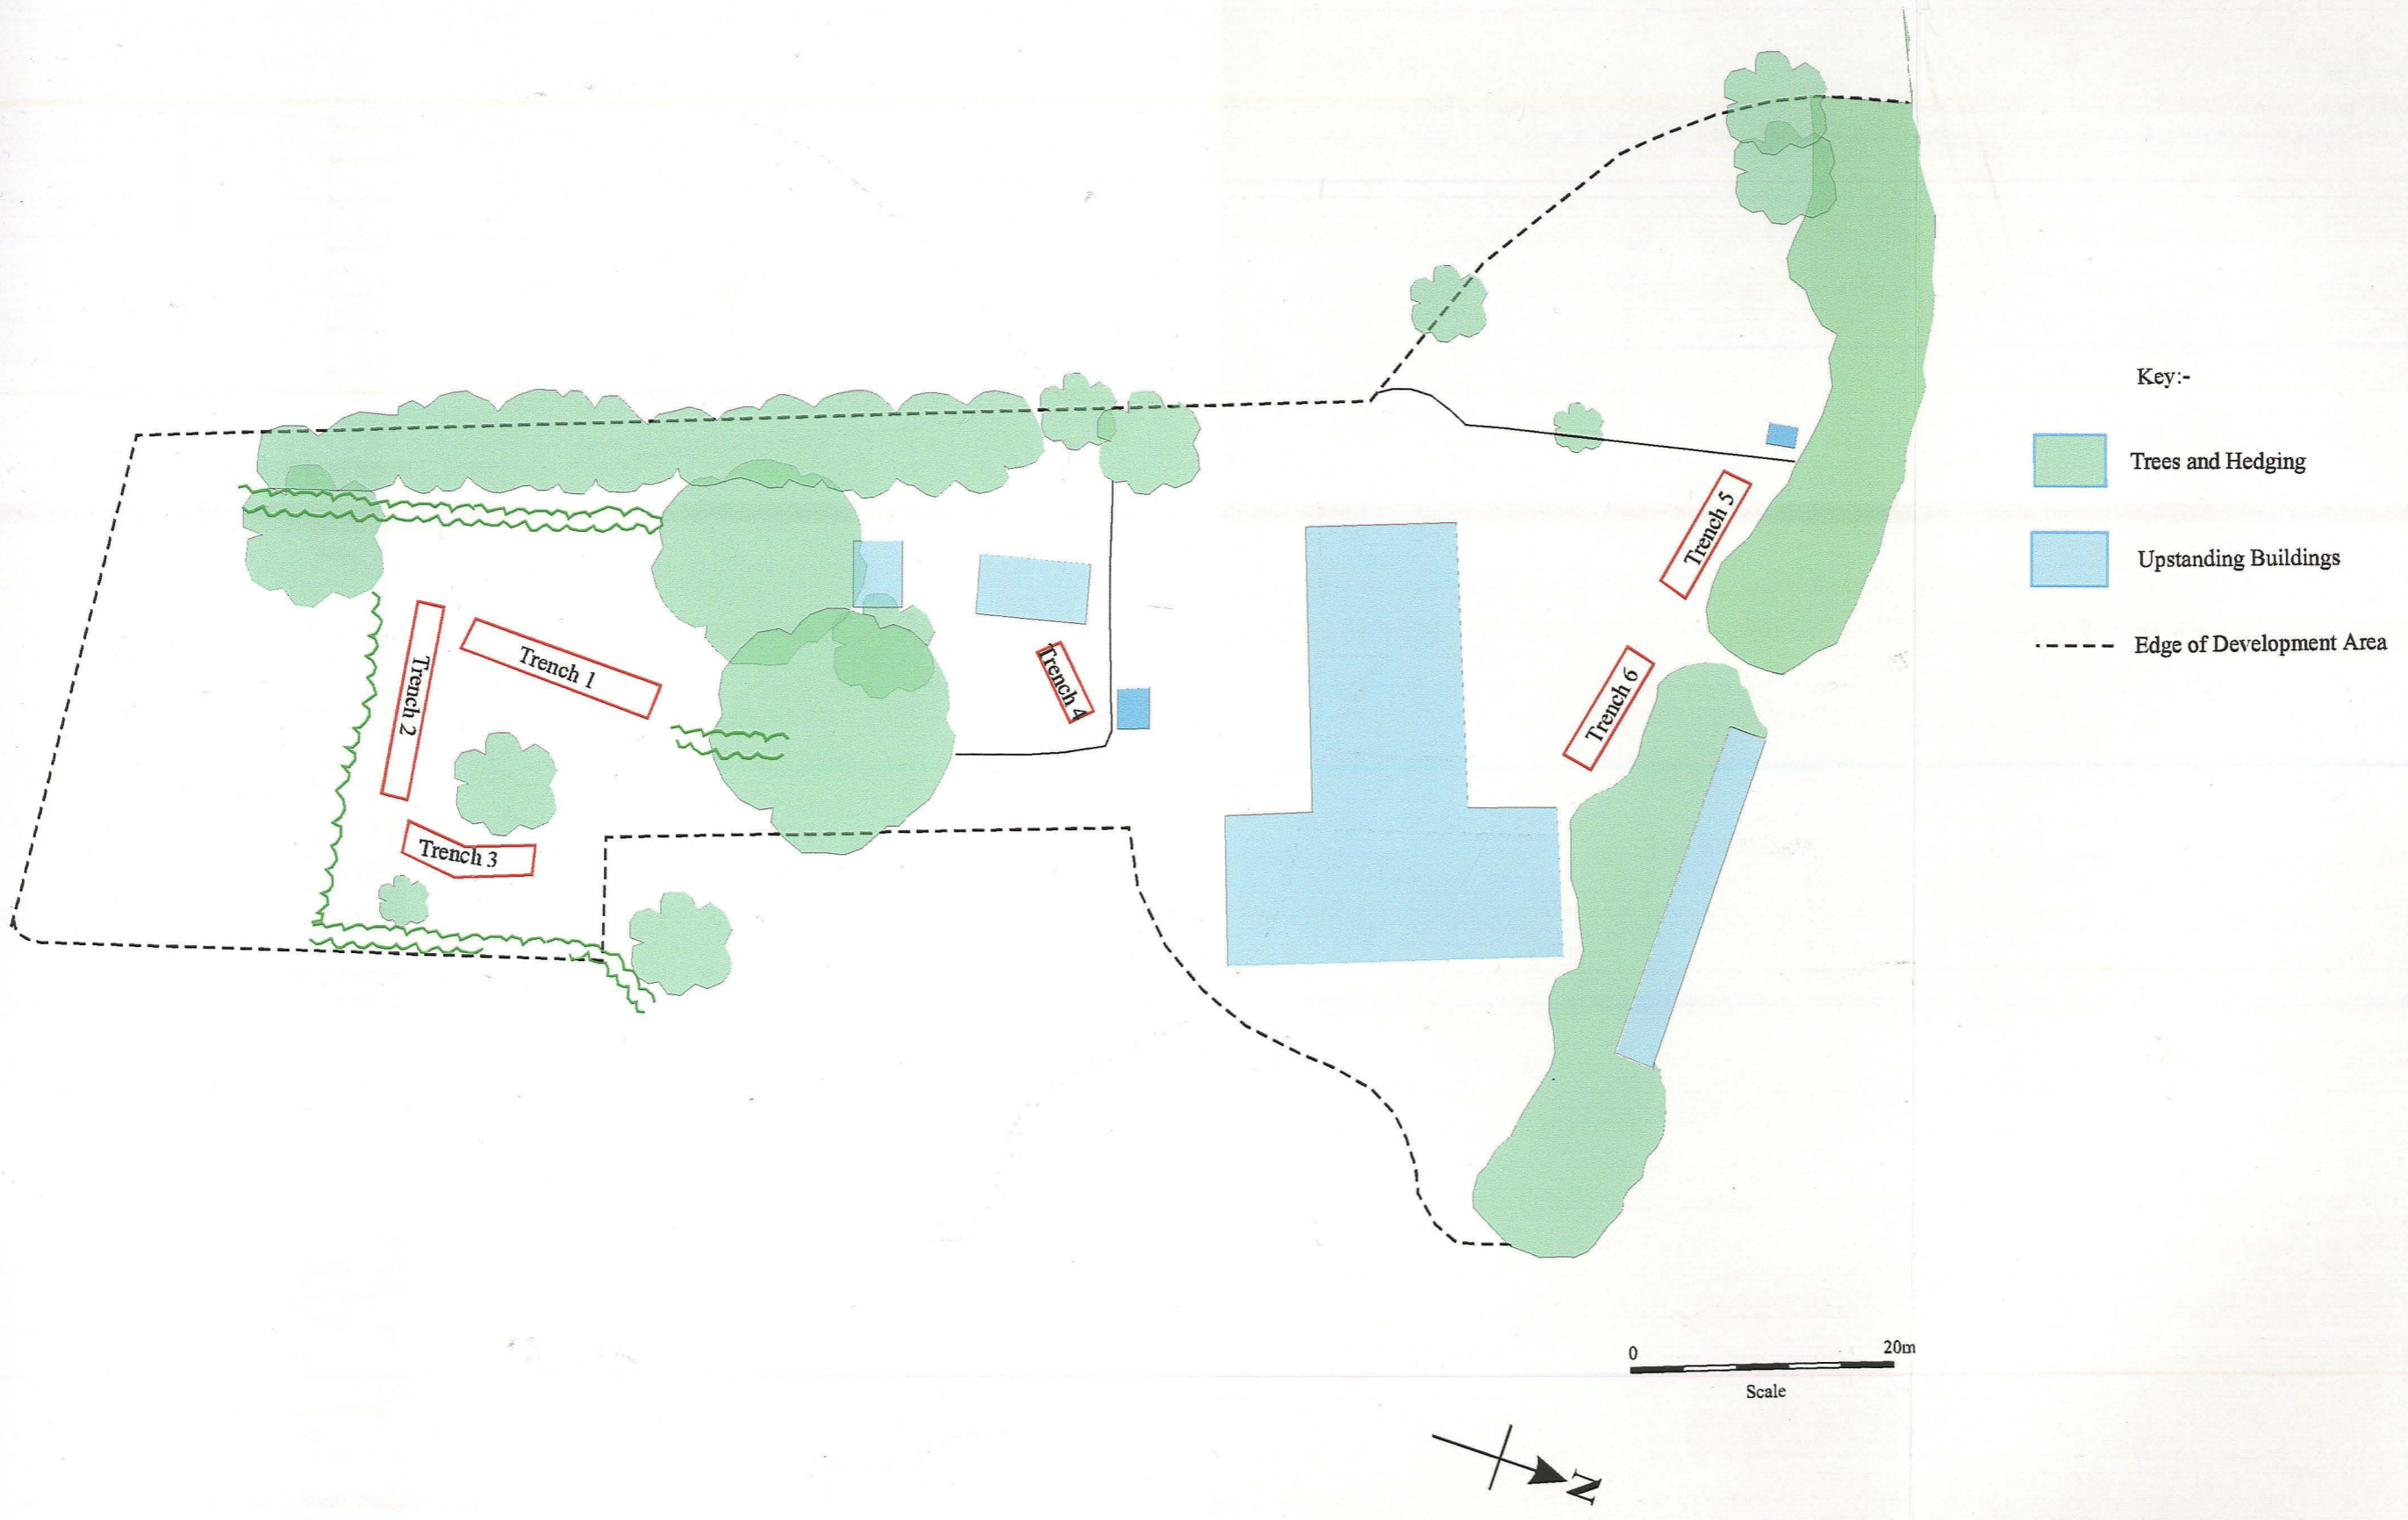 Key:-
Trees and Hedging
Upstanding Buildings
Edge of Development Area
Trench 5
Trench 6
Trench 4
Trench 1
Trench 2
Trench 3
0 20m
Scale
N